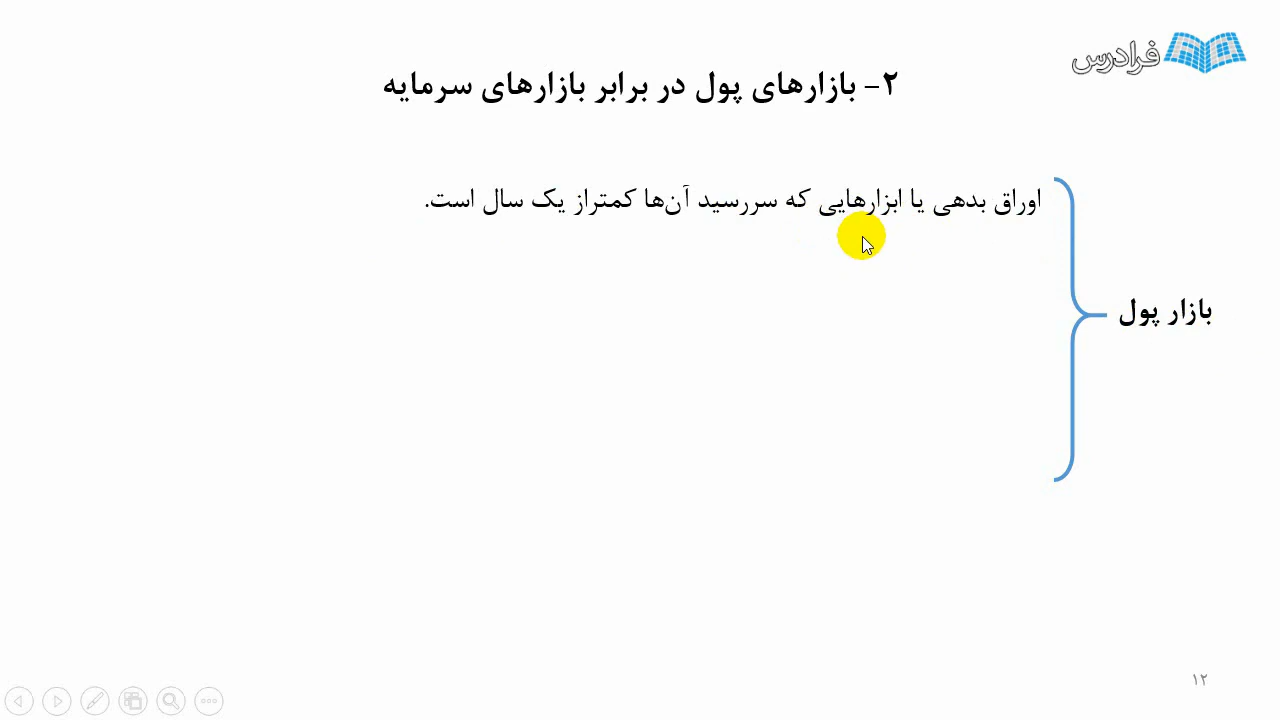 فرادرس
۲- بازارهای پول در برابر بازارهای سرمایه
اوراق بدهی یا ابزارهایی که سررسید آن‌ها کمتراز یک سال است.
بازار پول
۱۲